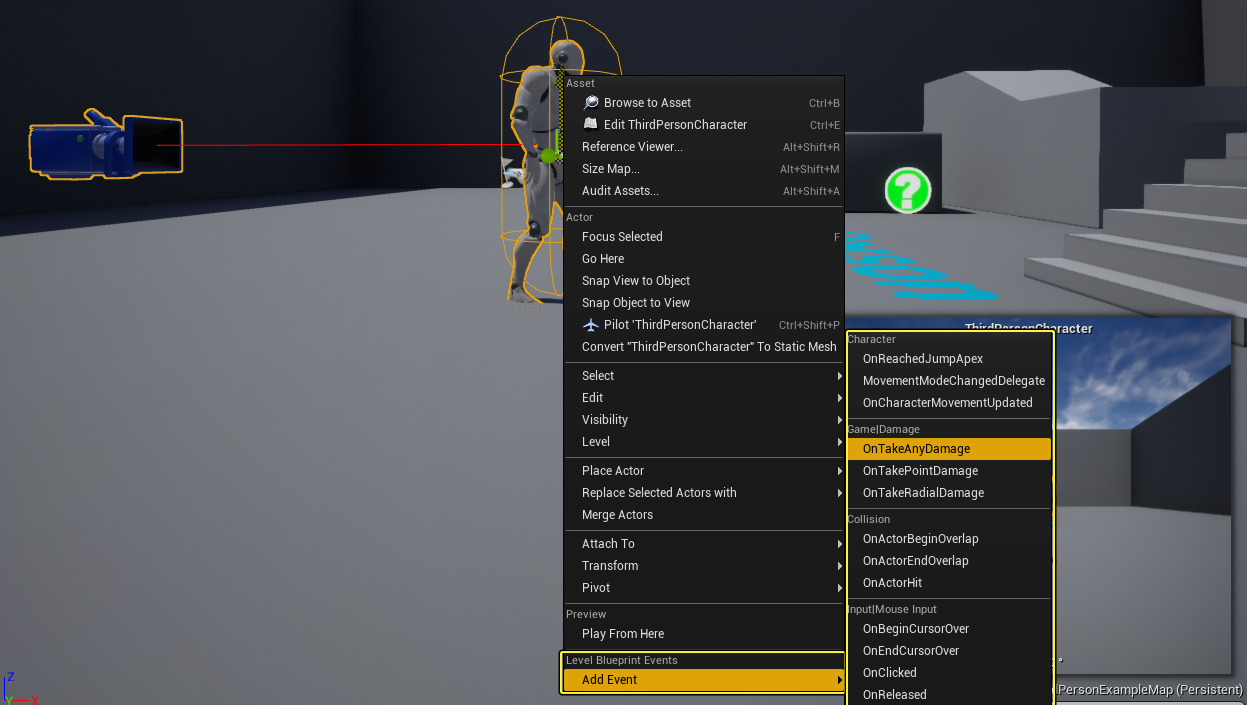 Asset
Browse to Asset Ctrl+B
Edit ThirdPersonCharacter Ctrl+E
Reference Viewer... Alt+Shift+R
Size Map... Alt+Shift+M
Audit Assets... Alt+Shift+A
Actor
Focus Selected F
Go Here
Snap View to Object
Snap Object to View
Pilot 'ThirdPersonCharacter' Ctrl+Shift+P
Convert "ThirdPersonCharacter" To Static Mesh
Select
Edit
Visibility
Level
Place Actor
Replace Selected Actors with
Merge Actors
Attach To
Transform
Pivot
Preview
Play From Here
Level Blueprint Events
Add Event
ThirdPersonCharacter
Character
OnReachedJumpApex
MovementModeChangedDelegate
OnCharacterMovementUpdated
Game|Damage
OnTakeAnyDamage
OnTakePointDamage
OnTakeRadialDamage
Collision
OnActorBeginOverlap
OnActorEndOverlap
OnActorHit
Input|Mouse Input
OnBeginCursorOver
OnEndCursorOver
OnClicked
OnReleased
dPersonExampleMap (Persistent)
?
Z
Y
X